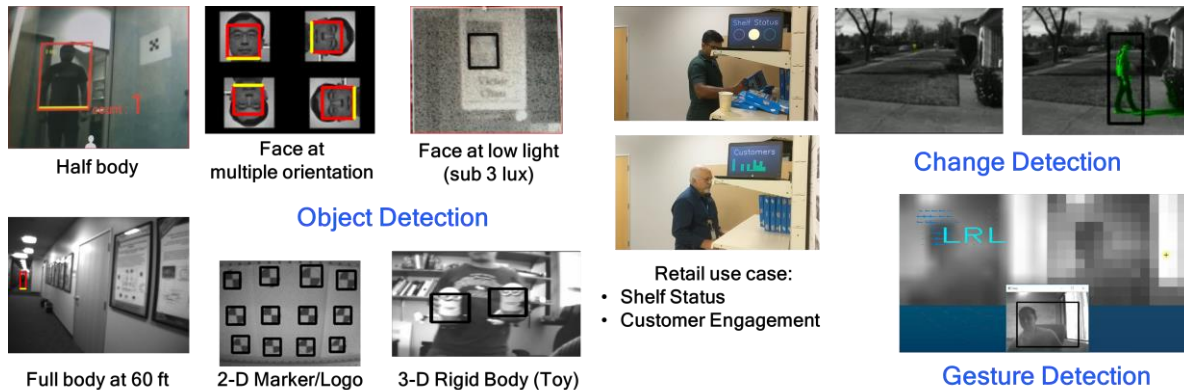 Half body
Face at
multiple orientation
Face at low light
(sub 3 lux)
Object Detection
Full body at 60 ft
2-D Marker/Logo
3-D Rigid Body (Toy)
Shelf Status
Customers
Retail use case:
• Shelf Status
• Customer Engagement
Change Detection
LRL
Gesture Detection